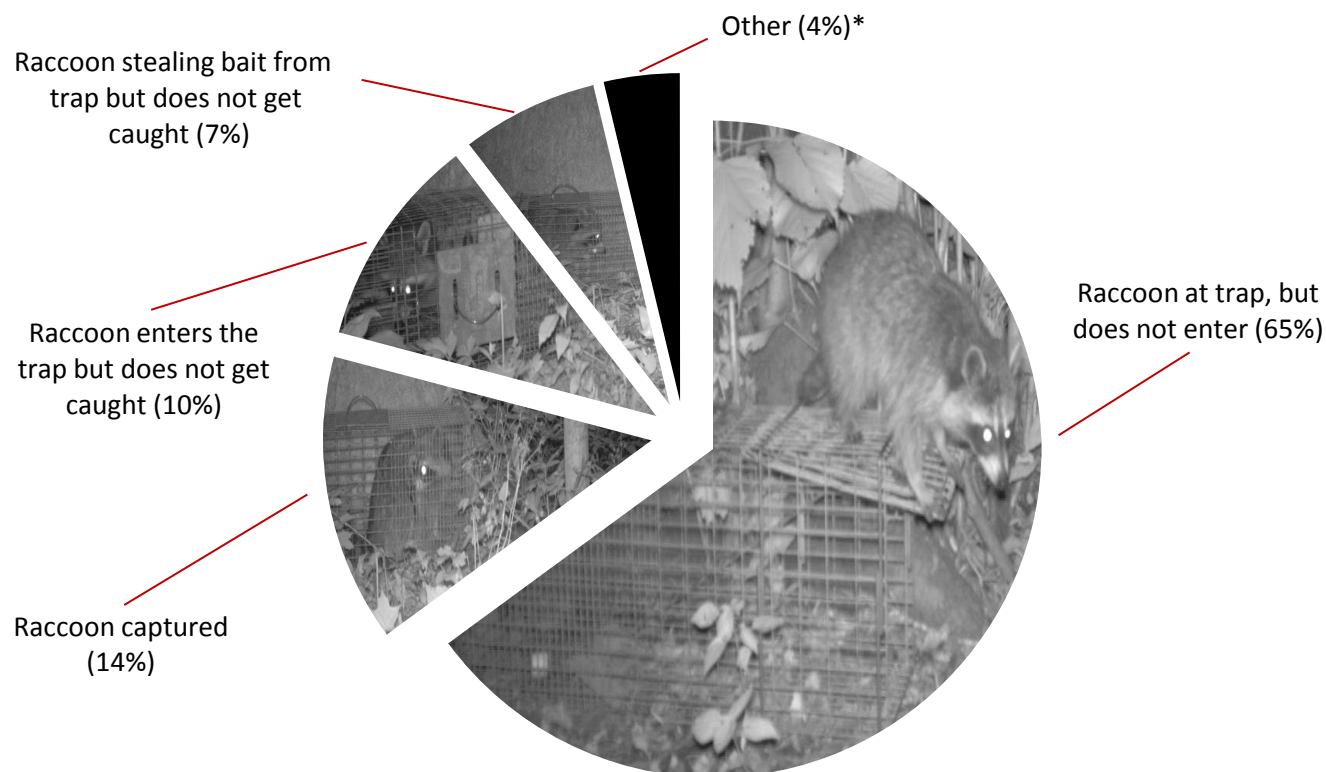 Other (4%)*
Raccoon stealing bait from
trap but does not get
caught (7%)
Raccoon at trap, but
does not enter (65%)
Raccoon enters the
trap but does not get
caught (10%)
Raccoon captured
(14%)